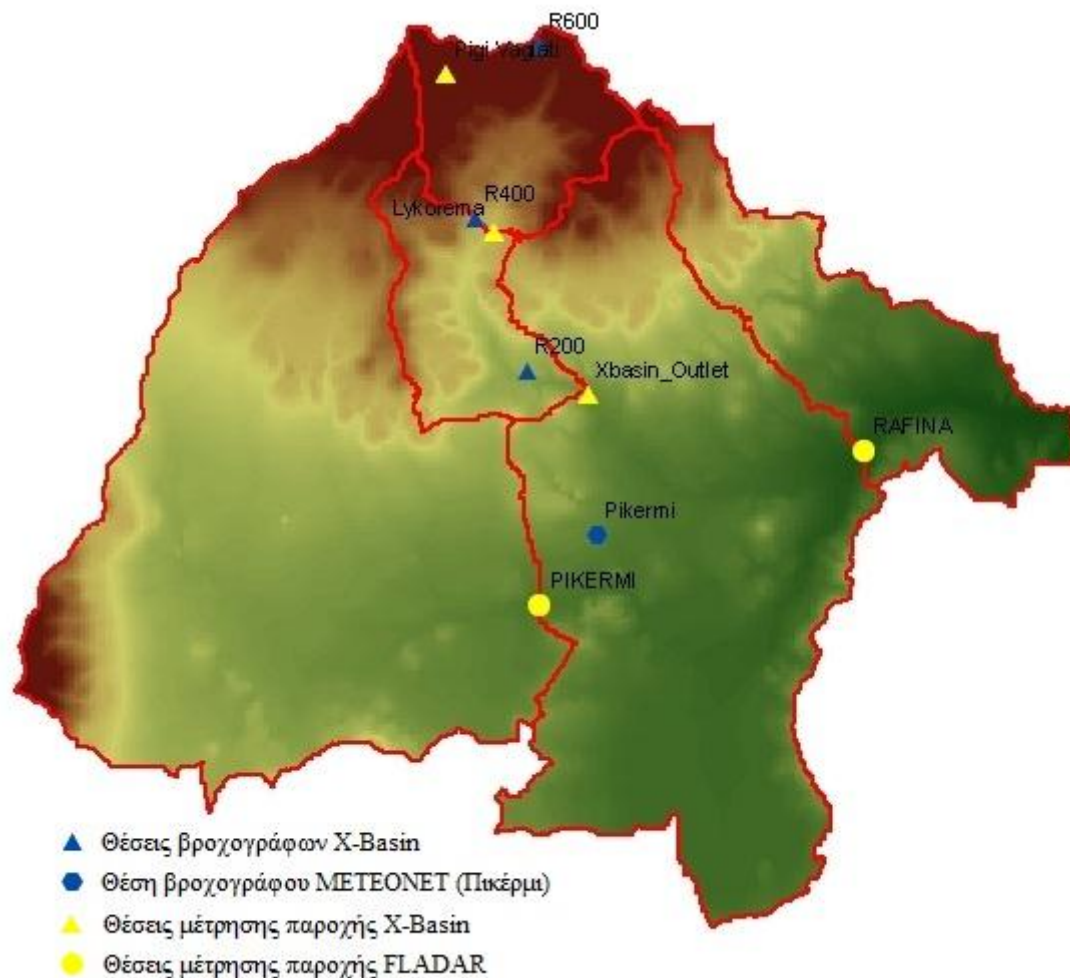 R600
Pigi Vagiati
R400
Lykorema
R200
Xbasin_Outlet
RAFINA
Pikermi
PIKERMI
Θέσεις βροχογράφων X-Basin
Θέση βροχογράφου METEONET (Πικέρμι)
Θέσεις μέτρησης παροχής X-Basin
Θέσεις μέτρησης παροχής FLADAR